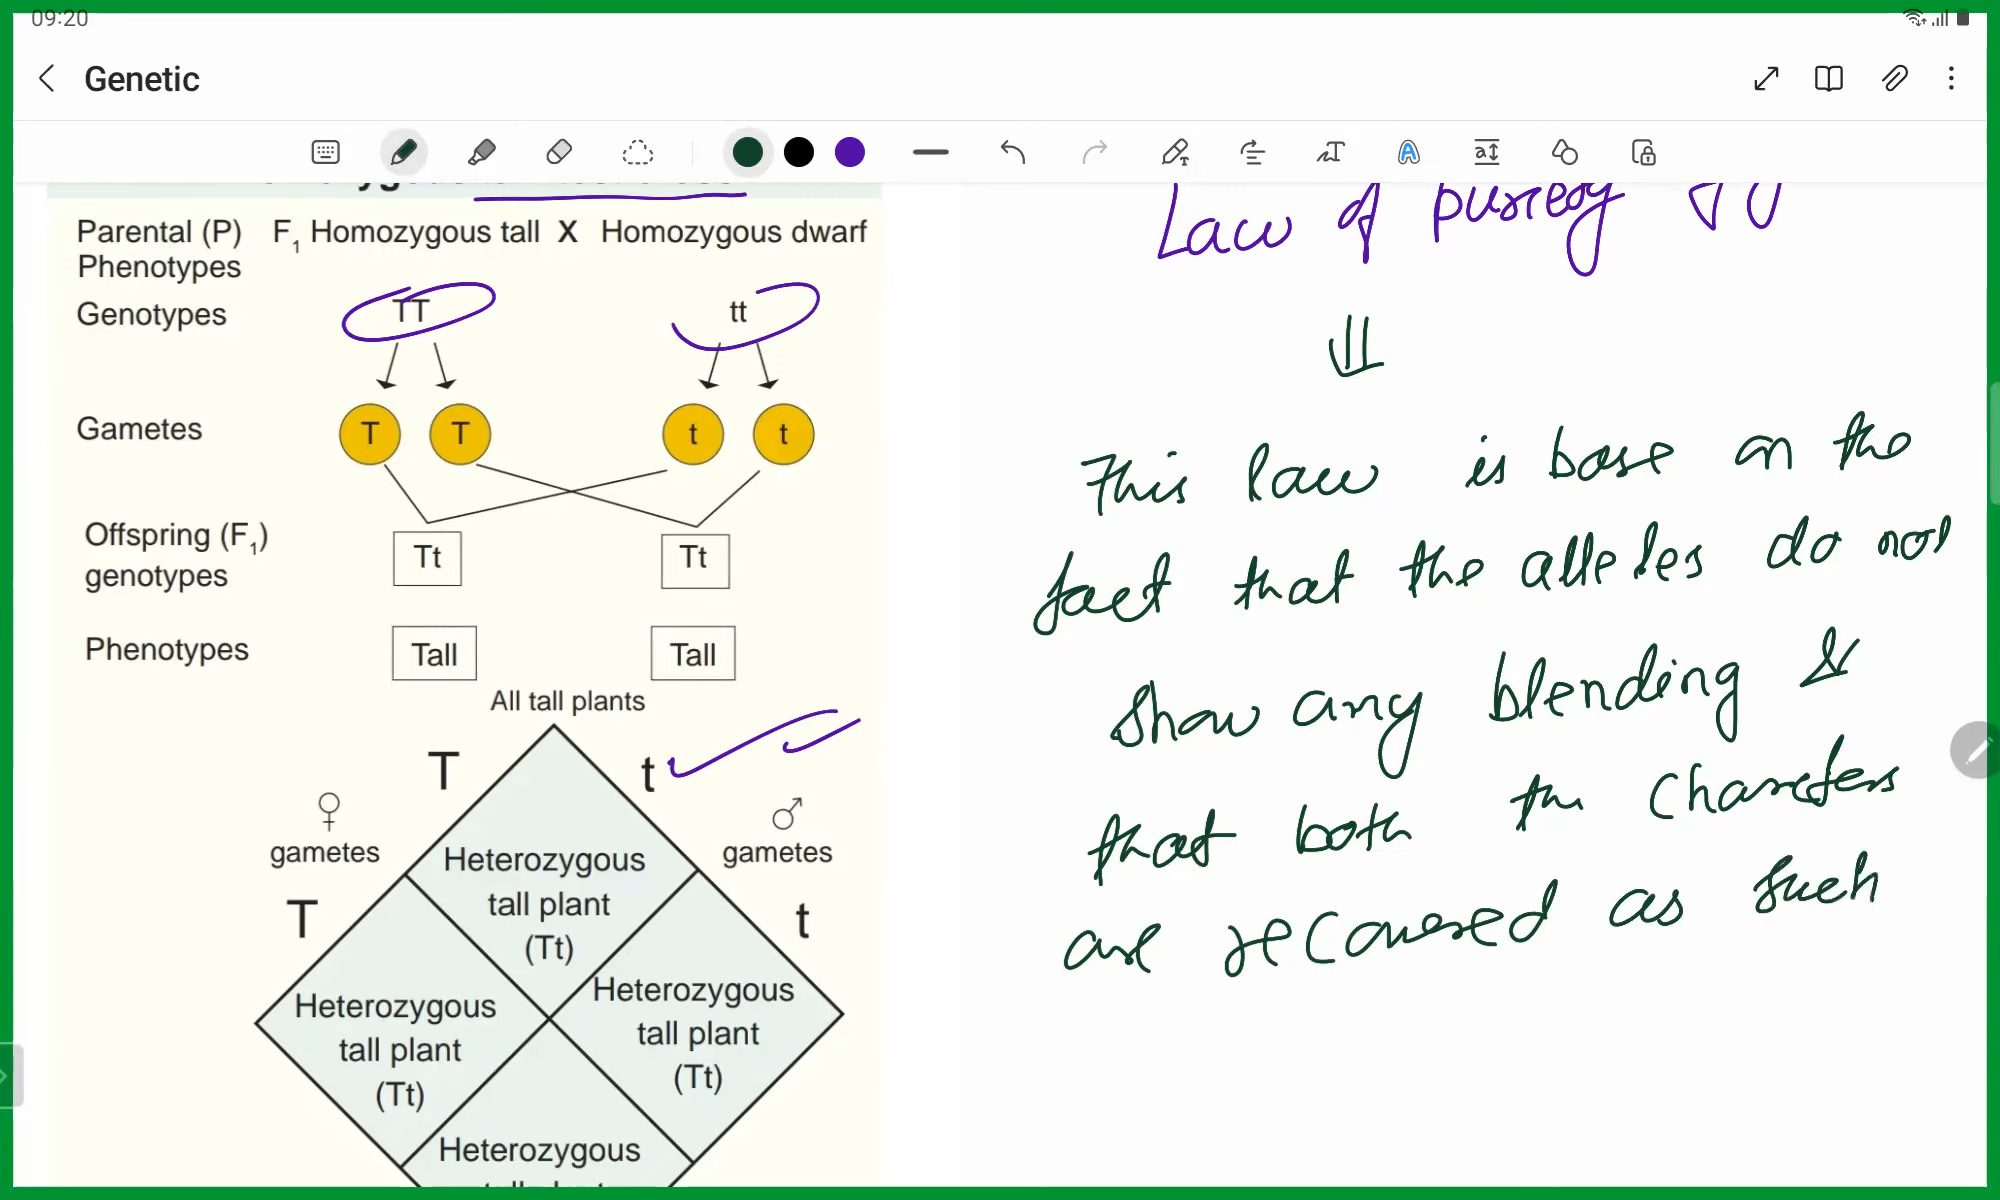 09:20
Genetic
Parental (P) F1 Homozygous tall X Homozygous dwarf
Phenotypes
Genotypes TT tt
Gametes T T t t
Offspring (F1)
genotypes Tt Tt
Phenotypes Tall Tall
All tall plants
T t
♀ ♂
gametes gametes
T t
Heterozygous
tall plant
(Tt)
Heterozygous
tall plant
(Tt)
Heterozygous
tall plant
(Tt)
Heterozygous
Law of
This law is base on the
fact that the alleles do not
show any blending &
that both the Characters
are recovered as such